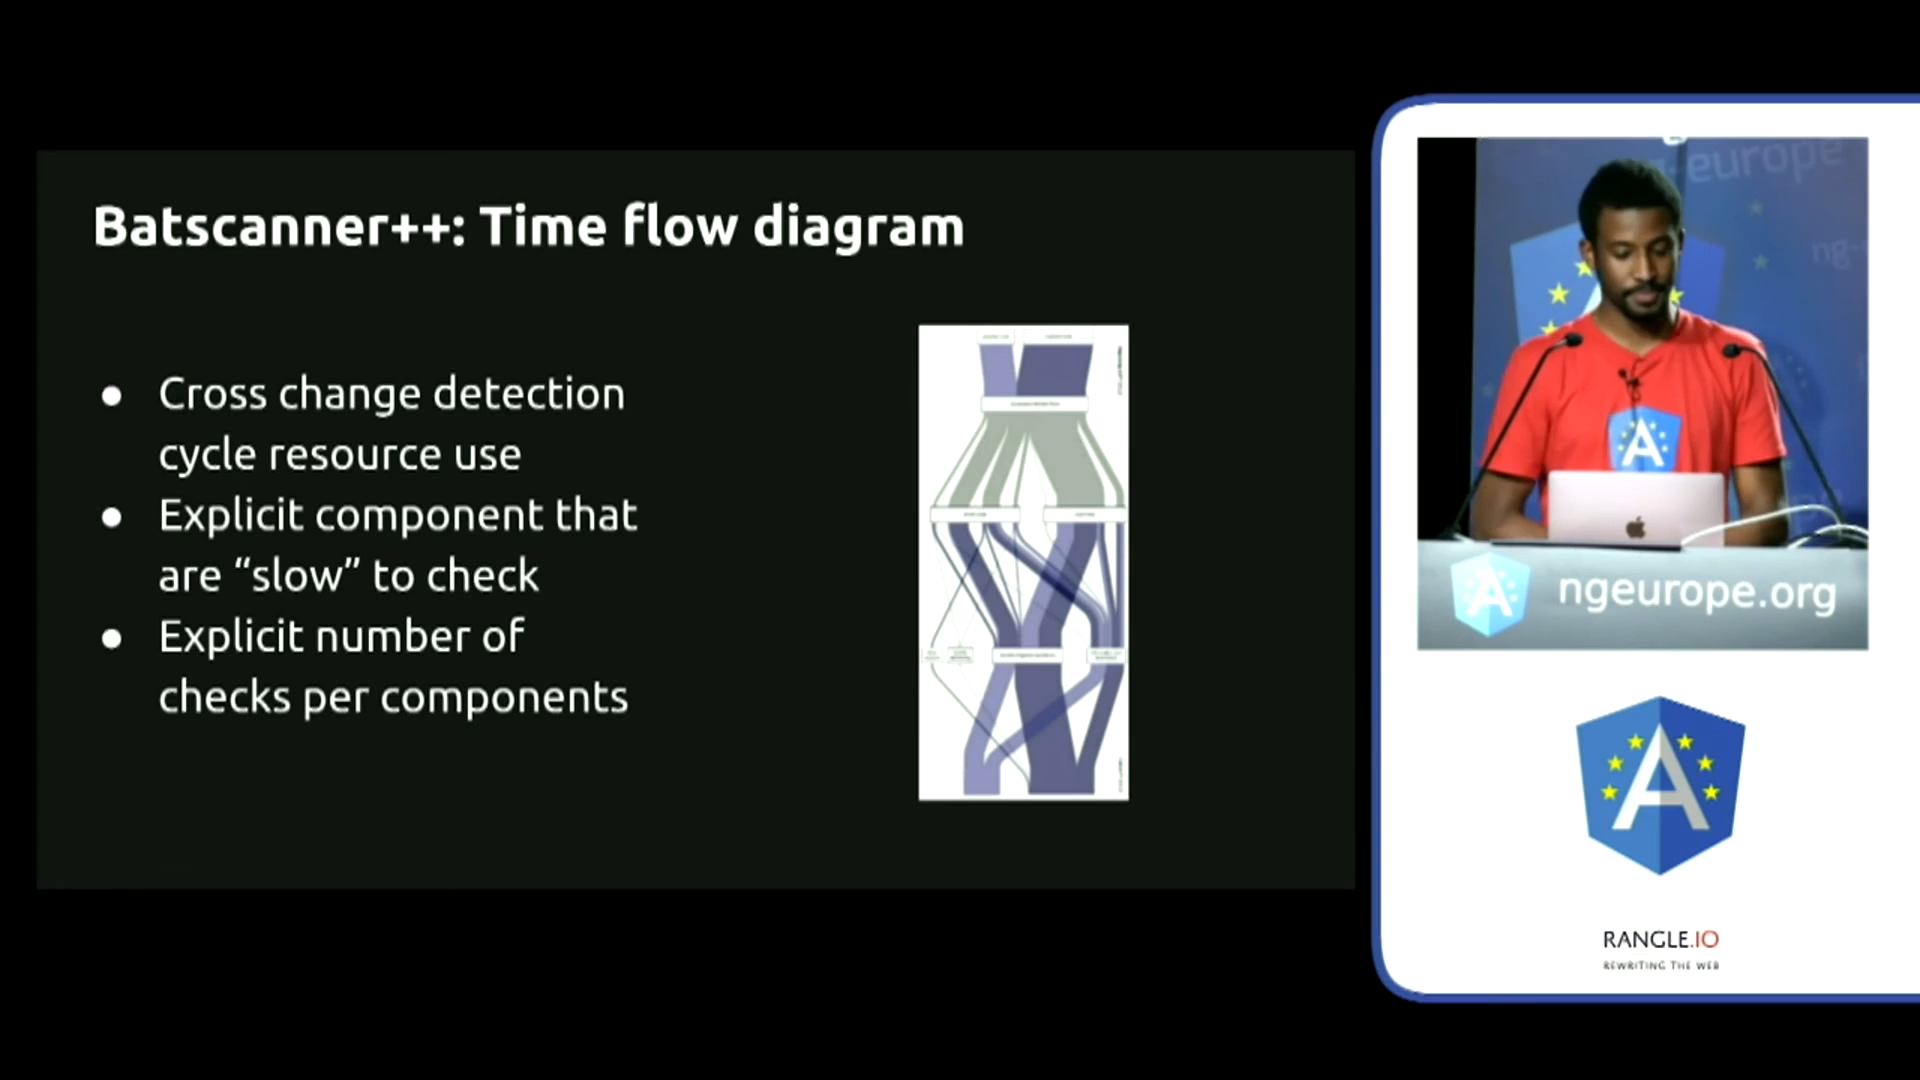 Batscanner++: Time flow diagram
● Cross change detection
cycle resource use
● Explicit component that
are “slow” to check
● Explicit number of
checks per components
g-europe
ng-
A
A
ngeurope.org
A
RANGLE.IO
REWRITING THE WEB